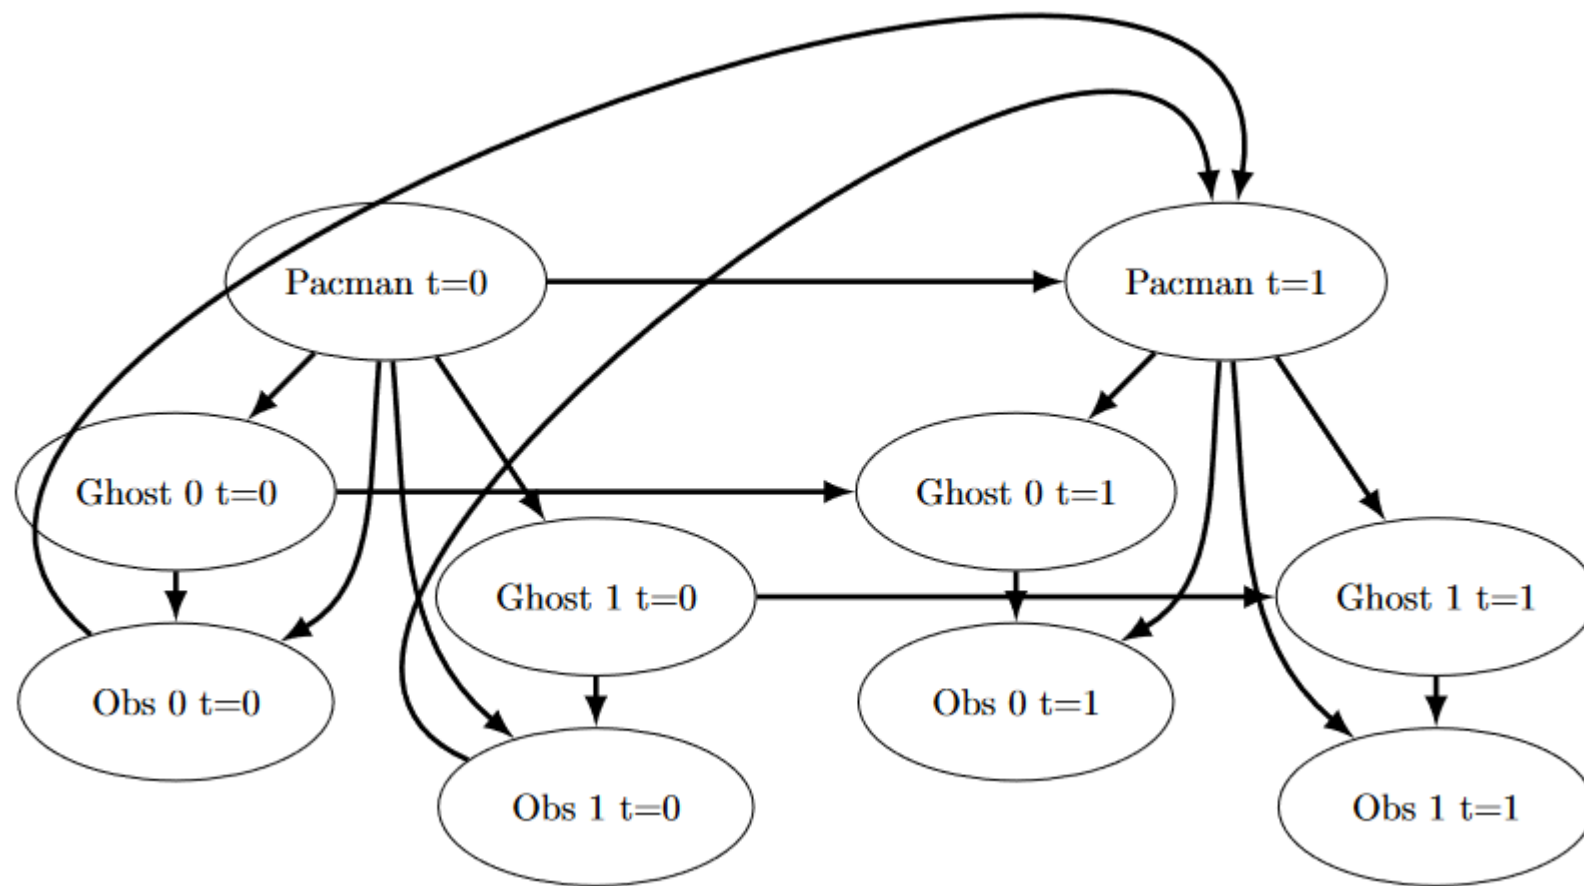 Pacman t=0
Pacman t=1
Ghost 0 t=0
Ghost 0 t=1
Ghost 1 t=0
Ghost 1 t=1
Obs 0 t=0
Obs 0 t=1
Obs 1 t=0
Obs 1 t=1